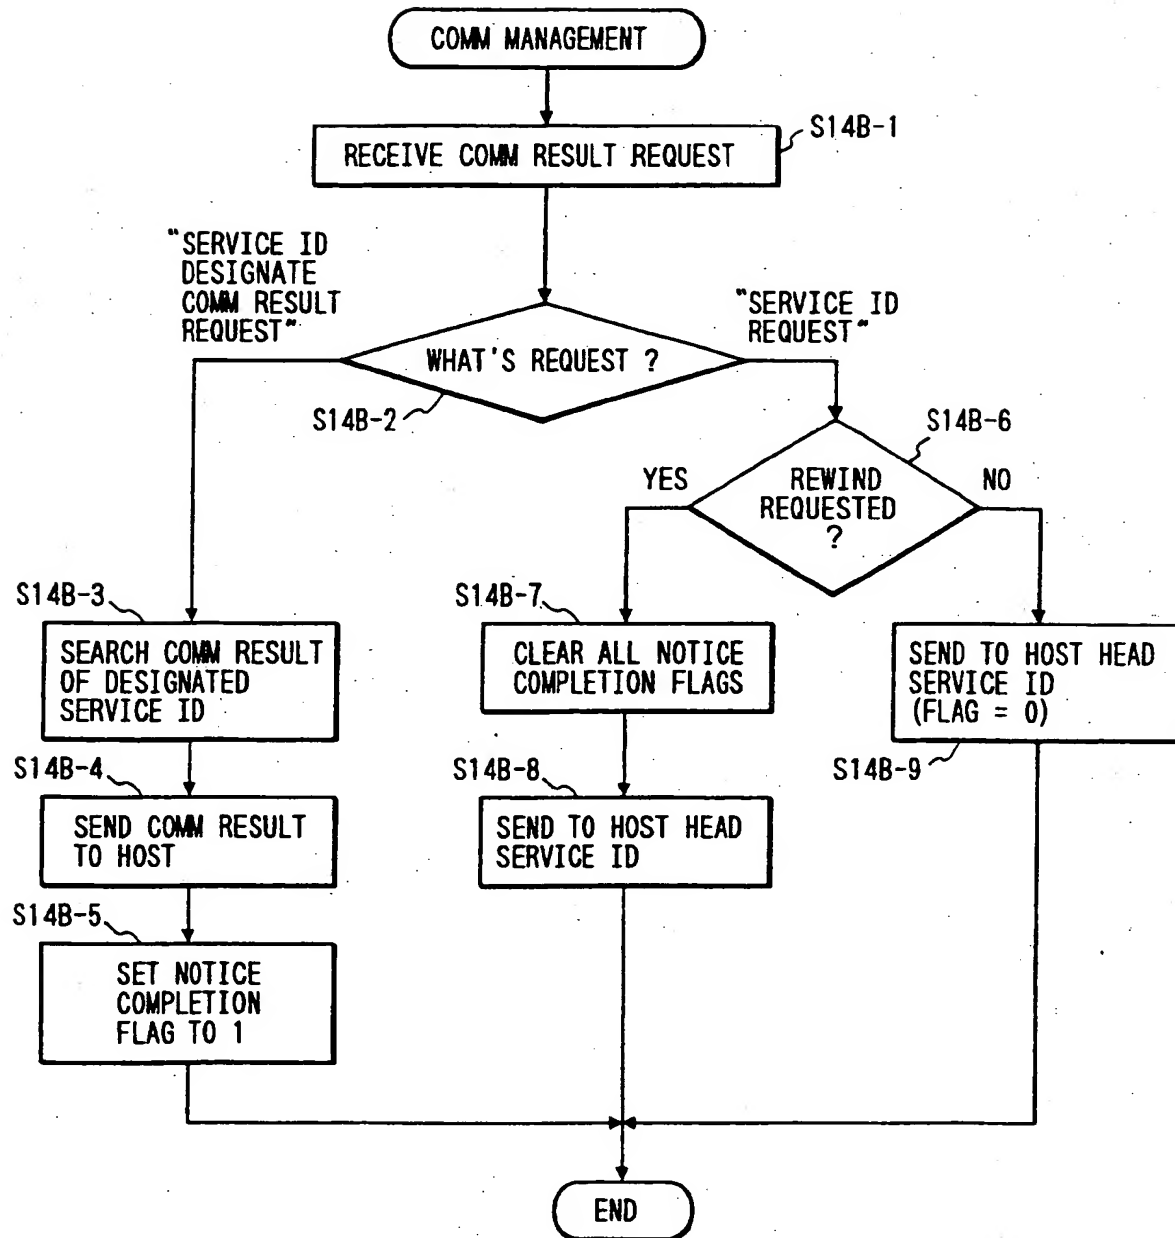 COMM MANAGEMENT
S14B-1
RECEIVE COMM RESULT REQUEST
"SERVICE ID
DESIGNATE
COMM RESULT
REQUEST"
"SERVICE ID
REQUEST"
WHAT'S REQUEST ?
S14B-2
S14B-6
YES
REWIND
REQUESTED
?
NO
S14B-3
SEARCH COMM RESULT
OF DESIGNATED
SERVICE ID
S14B-7
CLEAR ALL NOTICE
COMPLETION FLAGS
SEND TO HOST HEAD
SERVICE ID
(FLAG = 0)
S14B-9
S14B-4
SEND COMM RESULT
TO HOST
S14B-8
SEND TO HOST HEAD
SERVICE ID
S14B-5
SET NOTICE
COMPLETION
FLAG TO 1
END